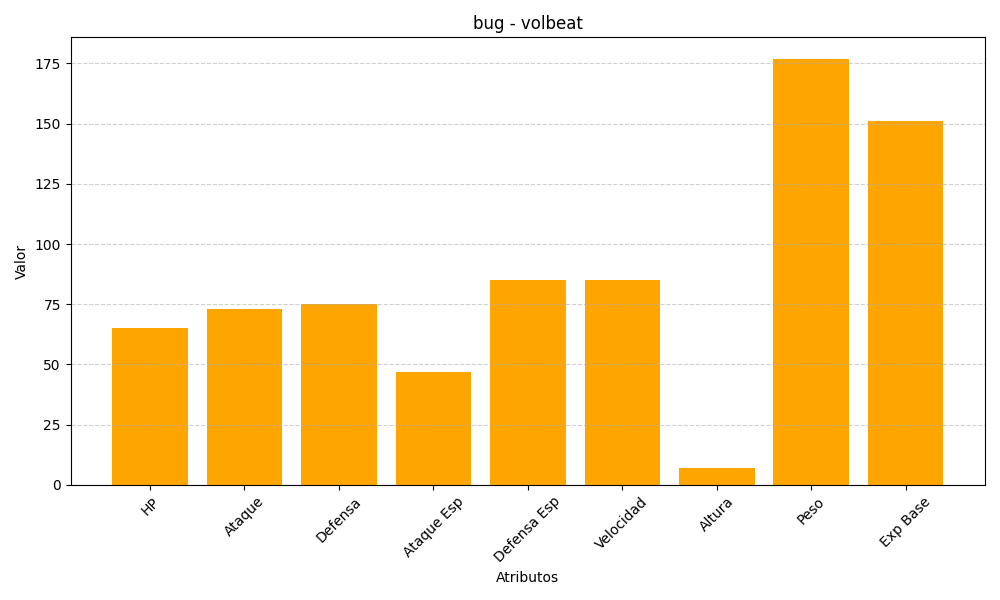 bug - volbeat
Valor
175
150
125
100
75
50
25
0
HP
Ataque
Defensa
Ataque Esp
Defensa Esp
Velocidad
Altura
Peso
Exp Base
Atributos